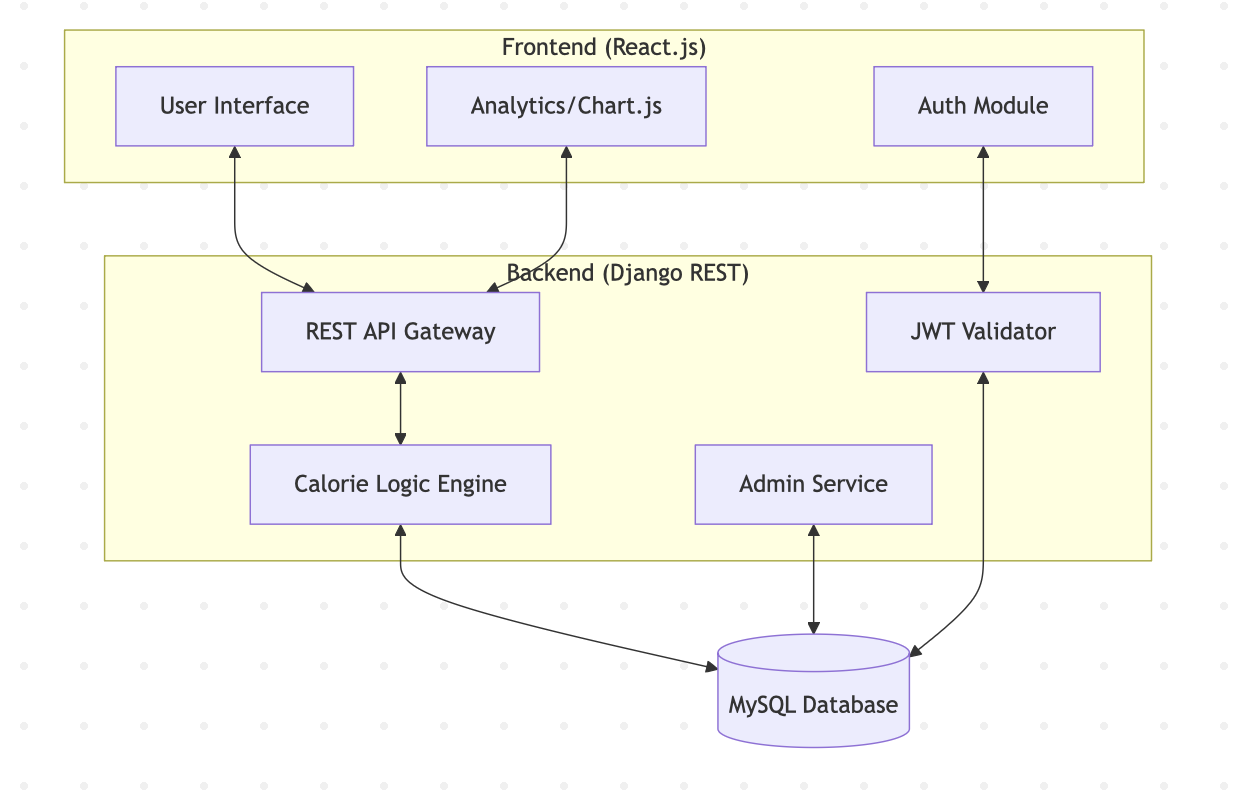 Frontend (React.js)
User Interface
Analytics/Chart.js
Auth Module
Backend (Django REST)
REST API Gateway
JWT Validator
Calorie Logic Engine
Admin Service
MySQL Database